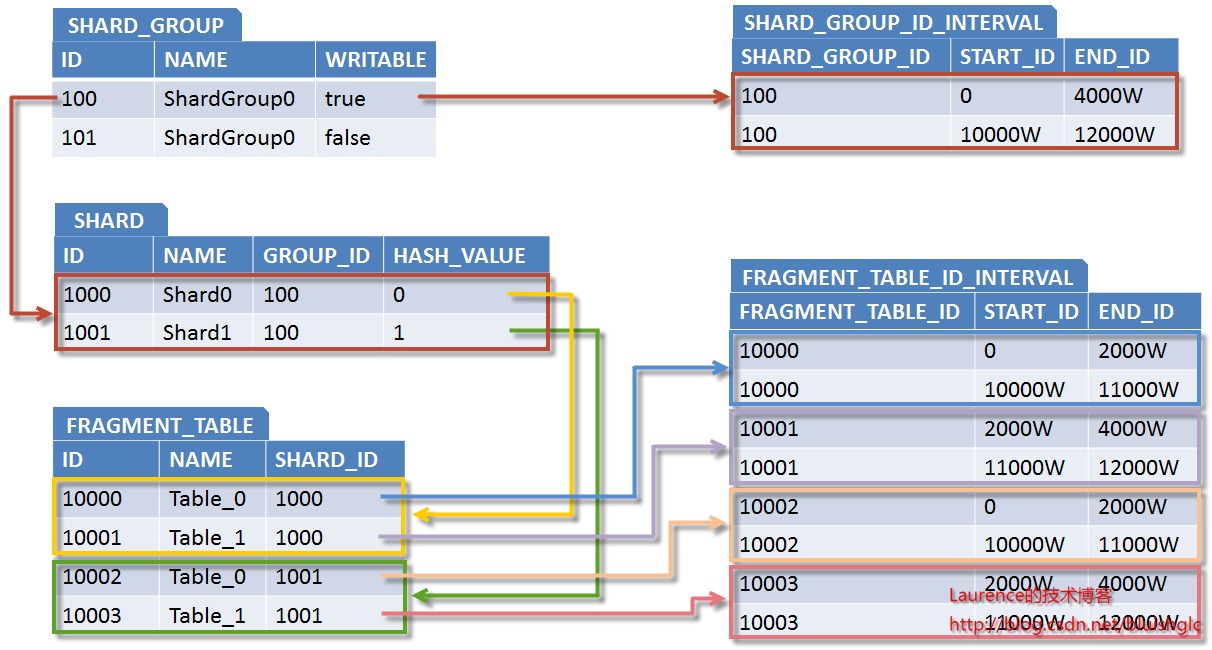 SHARD_GROUP
ID NAME WRITABLE
100 ShardGroup0 true
101 ShardGroup0 false
SHARD_GROUP_ID_INTERVAL
SHARD_GROUP_ID START_ID END_ID
100 0 4000W
100 10000W 12000W
SHARD
ID NAME GROUP_ID HASH_VALUE
1000 Shard0 100 0
1001 Shard1 100 1
FRAGMENT_TABLE
ID NAME SHARD_ID
10000 Table_0 1000
10001 Table_1 1000
10002 Table_0 1001
10003 Table_1 1001
FRAGMENT_TABLE_ID_INTERVAL
FRAGMENT_TABLE_ID START_ID END_ID
10000 0 2000W
10000 10000W 11000W
10001 2000W 4000W
10001 11000W 12000W
10002 0 2000W
10002 10000W 11000W
10003 2000W 4000W
10003 11000W 12000W
Laurence的技术博客
http://blog.csdn.net/bluishglc